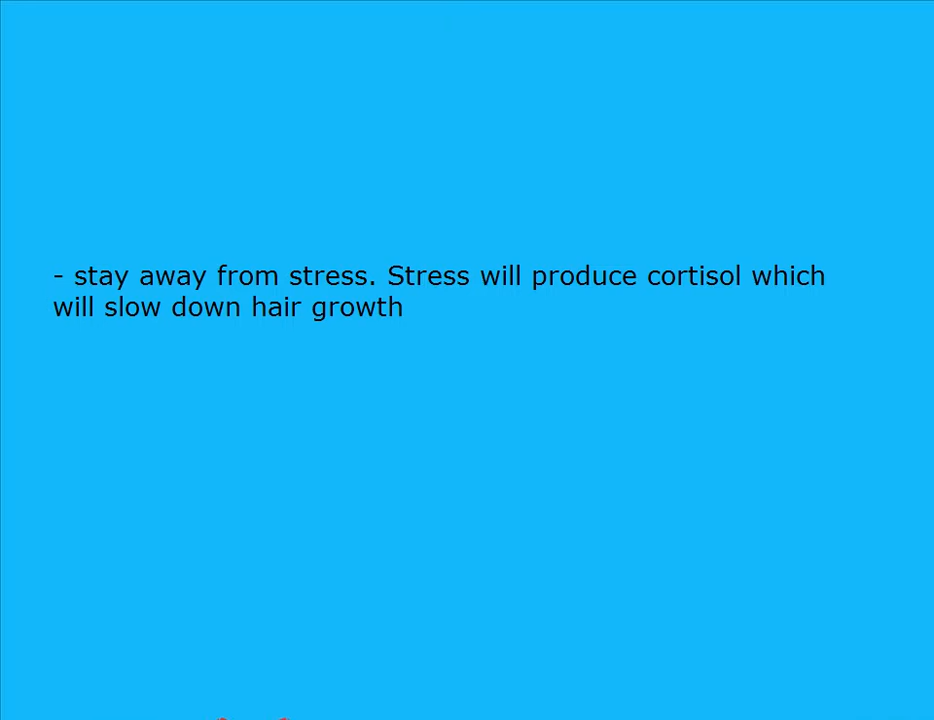 - stay away from stress. Stress will produce cortisol which
will slow down hair growth